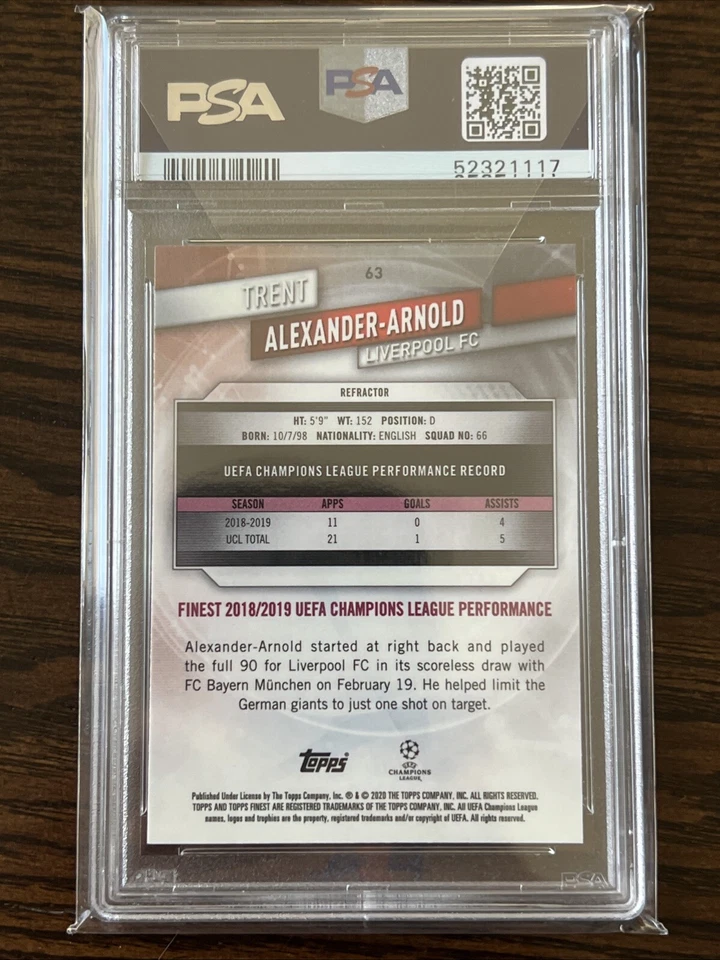 PSA PSA
52321117
63
TRENT
ALEXANDER-ARNOLD
LIVERPOOL FC
REFRACTOR
HT: 5'9" WT: 152 POSITION: D
BORN: 10/7/98 NATIONALITY: ENGLISH SQUAD NO: 66
UEFA CHAMPIONS LEAGUE PERFORMANCE RECORD
SEASON APPS GOALS ASSISTS
2018-2019 11 0 4
UCL TOTAL 21 1 5
FINEST 2018/2019 UEFA CHAMPIONS LEAGUE PERFORMANCE
Alexander-Arnold started at right back and played
the full 90 for Liverpool FC in its scoreless draw with
FC Bayern München on February 19. He helped limit the
German giants to just one shot on target.
Topps
UEFA
CHAMPIONS
LEAGUE
Published Under License by The Topps Company, Inc. ® & © 2020 THE TOPPS COMPANY, INC. ALL RIGHTS RESERVED.
TOPPS AND TOPPS FINEST ARE REGISTERED TRADEMARKS OF THE TOPPS COMPANY, INC. All UEFA Champions League
names, logos and trophies are the property, registered trademarks and/or copyright of UEFA. All rights reserved.
PSA